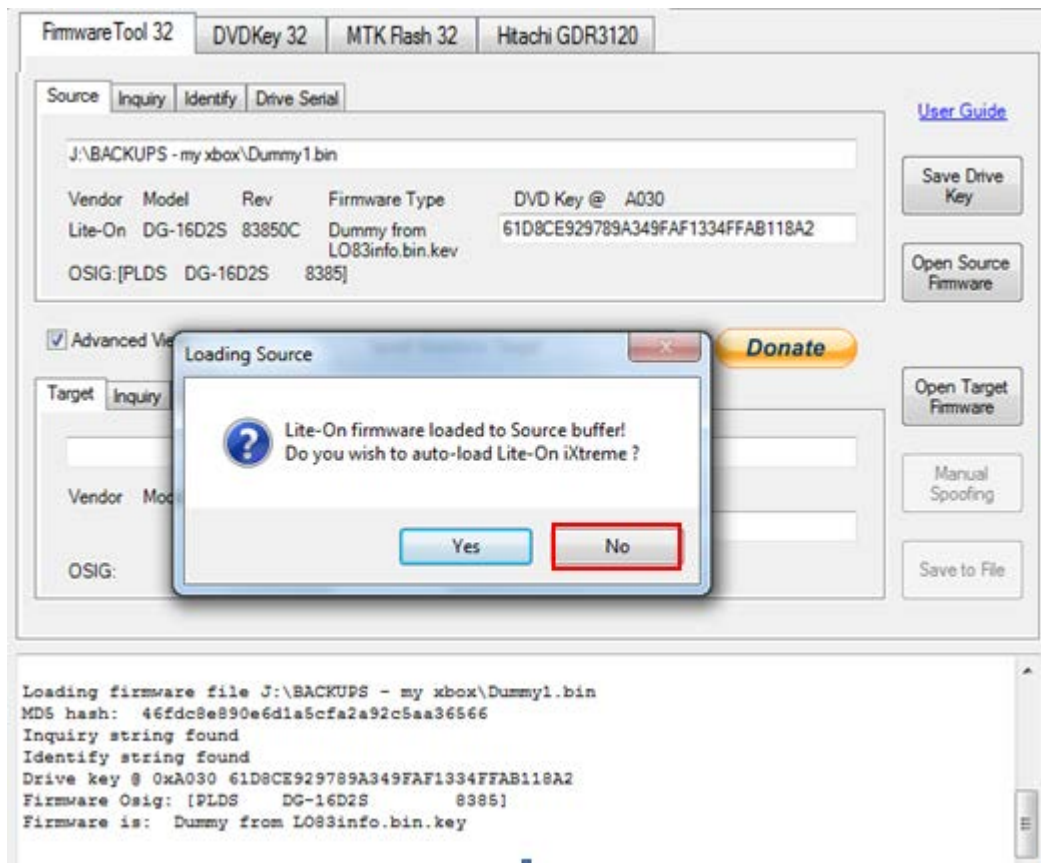 FirmwareTool 32 DVDKey 32 MTK Flash 32 Hitachi GDR3120
Source Inquiry Identify Drive Serial
User Guide
J:\BACKUPS - my xbox\Dummy1.bin
Save Drive
Key
Vendor Model Rev Firmware Type DVD Key @ A030
Lite-On DG-16D2S 83850C Dummy from
LO83info.bin.key
61D8CE929789A349FAF1334FFAB118A2
OSIG:[PLDS DG-16D2S 8385]
Open Source
Firmware
Advanced
Donate
Loading Source
Target Inquiry
Open Target
Firmware
Lite-On firmware loaded to Source buffer!
Do you wish to auto-load Lite-On iXtreme ?
Vendor
Manual
Spoofing
Yes No
OSIG:
Save to File
Loading firmware file J:\BACKUPS - my xbox\Dummy1.bin
MD5 hash: 46fdc8e890e6d1a5cfa2a92c5aa36566
Inquiry string found
Identify string found
Drive key @ 0xA030 61D8CE929789A349FAF1334FFAB118A2
Firmware Osig: [PLDS DG-16D2S 8385]
Firmware is: Dummy from LO83info.bin.key